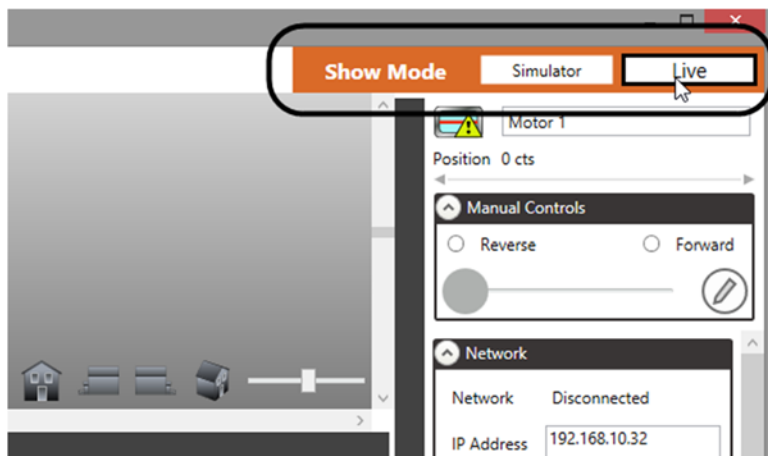 Show Mode Simulator Live
Motor 1
Position 0 cts
Manual Controls
Reverse Forward
Network
Network Disconnected
IP Address 192.168.10.32